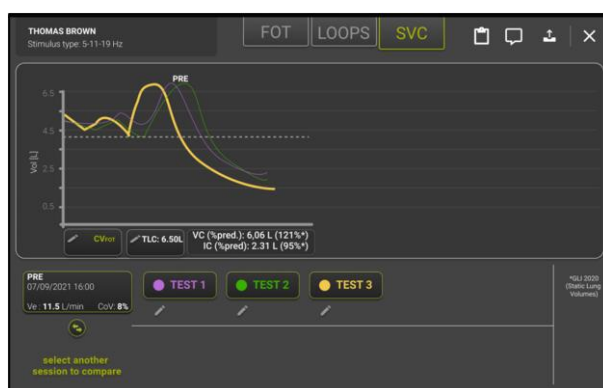 THOMAS BROWN
Stimulus type: 5-11-19 Hz
FOT
LOOPS
SVC
PRE
6.5
4.5
2.5
0.5
Vol [L]
CVFOT
TLC: 6.50L
VC (%pred.): 6,06 L (121%*)
IC (%pred): 2.31 L (95%*)
PRE
07/09/2021 16:00
Ve : 11.5 L/min CoV: 8%
TEST 1
TEST 2
TEST 3
*GLI 2020
(Static Lung
Volumes)
select another
session to compare